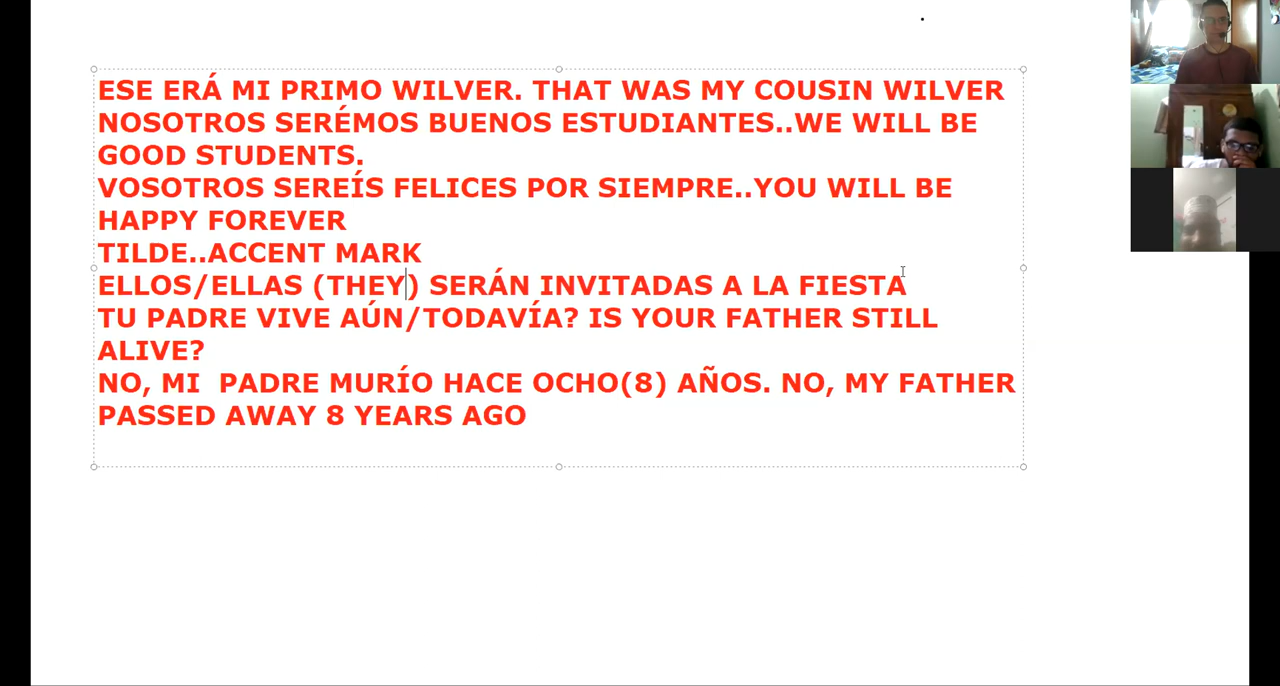 ESE ERÁ MI PRIMO WILVER. THAT WAS MY COUSIN WILVER
NOSOTROS SERÉMOS BUENOS ESTUDIANTES..WE WILL BE
GOOD STUDENTS.
VOSOTROS SEREÍS FELICES POR SIEMPRE..YOU WILL BE
HAPPY FOREVER
TILDE..ACCENT MARK
ELLOS/ELLAS (THEY) SERÁN INVITADAS A LA FIESTA
TU PADRE VIVE AÚN/TODAVÍA? IS YOUR FATHER STILL
ALIVE?
NO, MI  PADRE MURÍO HACE OCHO(8) AÑOS. NO, MY FATHER
PASSED AWAY 8 YEARS AGO